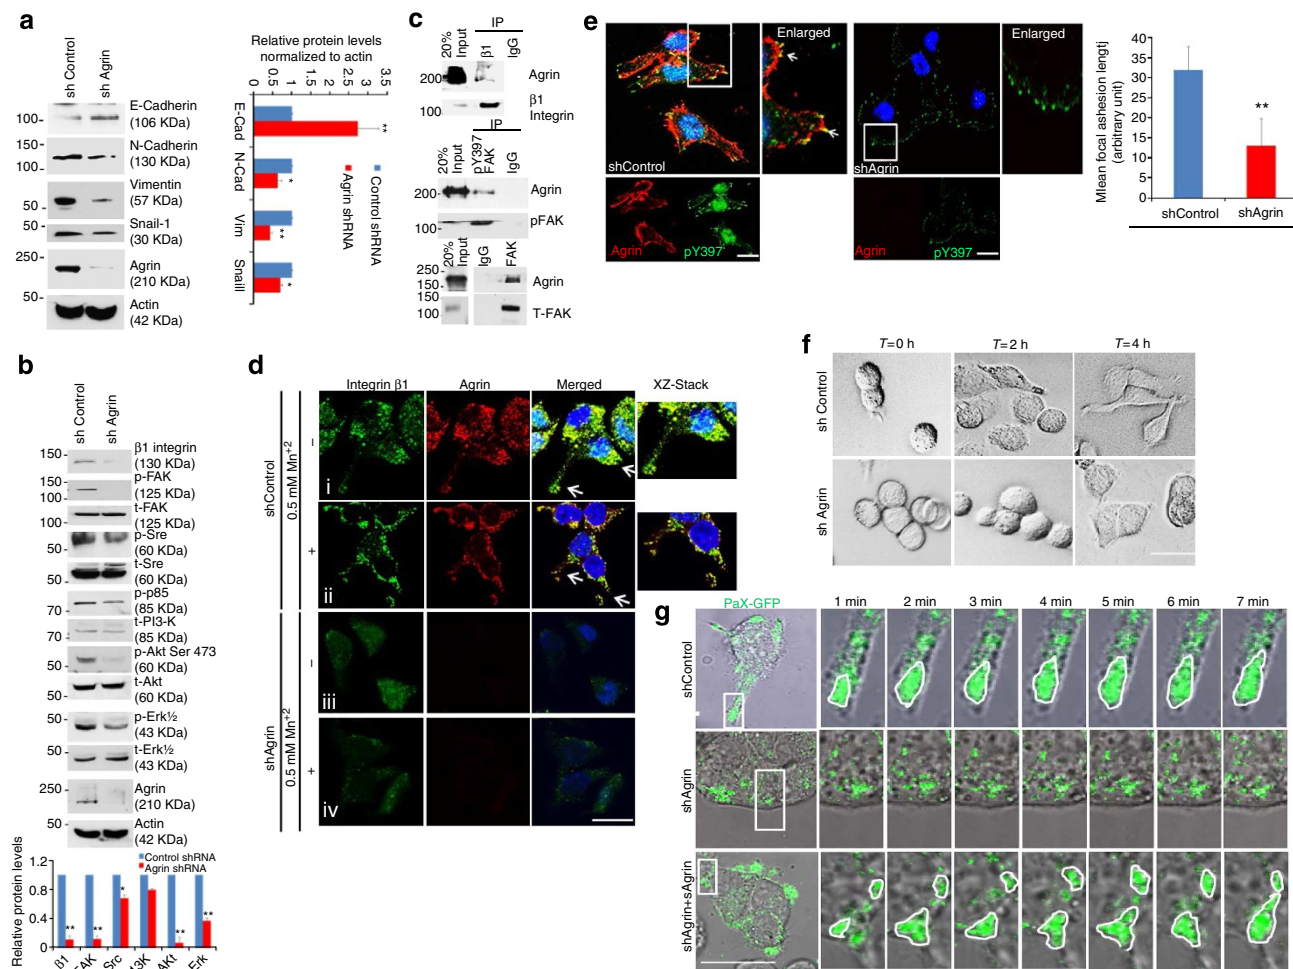 a
sh Control
sh Agrin
100-
E-Cadherin
(106 KDa)
150-
100-
N-Cadherin
(130 KDa)
50-
Vimentin
(57 KDa)
50-
Snail-1
(30 KDa)
250-
Agrin
(210 KDa)
50-
Actin
(42 KDa)
Relative protein levels
normalized to actin
0 0.5 1 1.5 2 2.5 3 3.5
E-Cad
**
N-Cad
*
Vim
**
Snaill
*
Control shRNA
Agrin shRNA
b
sh Control
sh Agrin
150-
β1 integrin
(130 KDa)
150-
100-
p-FAK
(125 KDa)
100-
t-FAK
(125 KDa)
50-
p-Sre
(60 KDa)
50-
t-Sre
(60 KDa)
70-
p-p85
(85 KDa)
70-
t-PI3-K
(85 KDa)
50-
p-Akt Ser 473
(60 KDa)
50-
t-Akt
(60 KDa)
50-
p-Erk½
(43 KDa)
50-
t-Erk½
(43 KDa)
250-
Agrin
(210 KDa)
50-
Actin
(42 KDa)
Relative protein levels
1.2
0.8
0.4
0
Control shRNA
Agrin shRNA
** ** * ** **
β1 FAK Src AKt Erk
c
IP
20%
Input
β1
IgG
200-
Agrin
100-
β1
Integrin
IP
20%
Input
pY397
FAK
IgG
200-
Agrin
100-
pFAK
20%
Input
IgG
FAK
250-
150-
Agrin
150-
100-
T-FAK
d
Integrin β1
Agrin
Merged
XZ-Stack
shControl
0.5 mM Mn+2
–
i
+
ii
shAgrin
0.5 mM Mn+2
–
iii
+
iv
e
Enlarged
shControl
Agrin
pY397
Enlarged
shAgrin
Agrin
pY397
Mlean focal ashesion lengtj
(arbitrary unit)
40
35
30
25
20
15
10
5
0
**
shControl
shAgrin
f
T=0 h
T=2 h
T=4 h
sh Control
sh Agrin
g
PaX-GFP
1 min
2 min
3 min
4 min
5 min
6 min
7 min
shControl
shAgrin
shAgrin+sAgrin